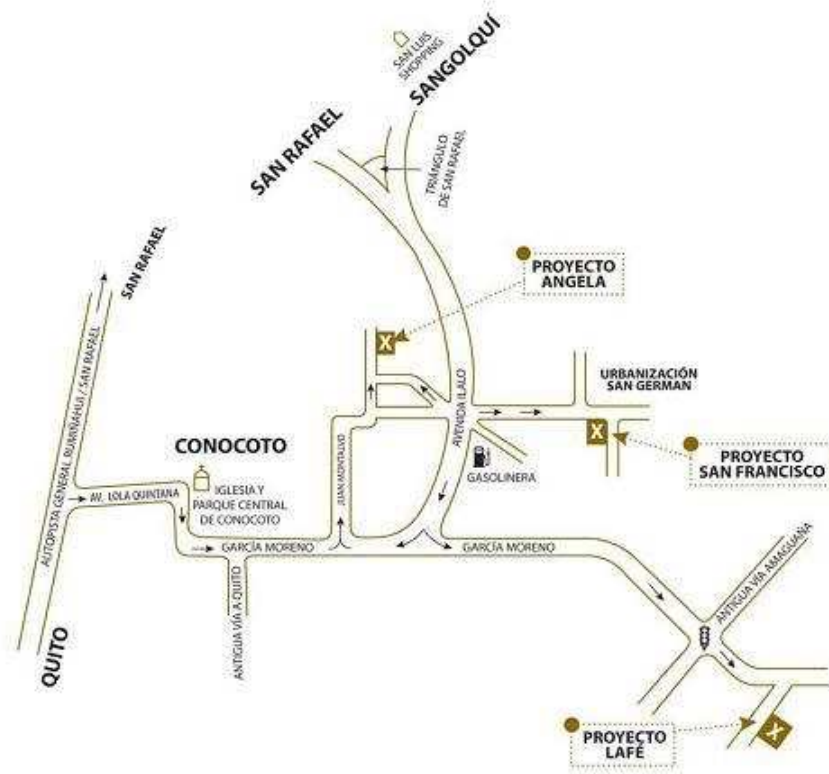 SAN LUIS
SHOPPING
SANGOLQUÍ
SAN RAFAEL
TRIÁNGULO
DE SAN RAFAEL
SAN RAFAEL
PROYECTO
ANGELA
X
AUTOPISTA GENERAL RUMIÑAHUI / SAN RAFAEL
AVENIDA ILALO
URBANIZACIÓN
SAN GERMAN
X
PROYECTO
SAN FRANCISCO
CONOCOTO
JUAN MONTALVO
GASOLINERA
AV. LOLA QUINTANA
IGLESIA Y
PARQUE CENTRAL
DE CONOCOTO
GARCÍA MORENO
GARCÍA MORENO
ANTIGUA VÍA AMAGUAÑA
ANTIGUA VÍA A QUITO
QUITO
PROYECTO
LAFÉ
X